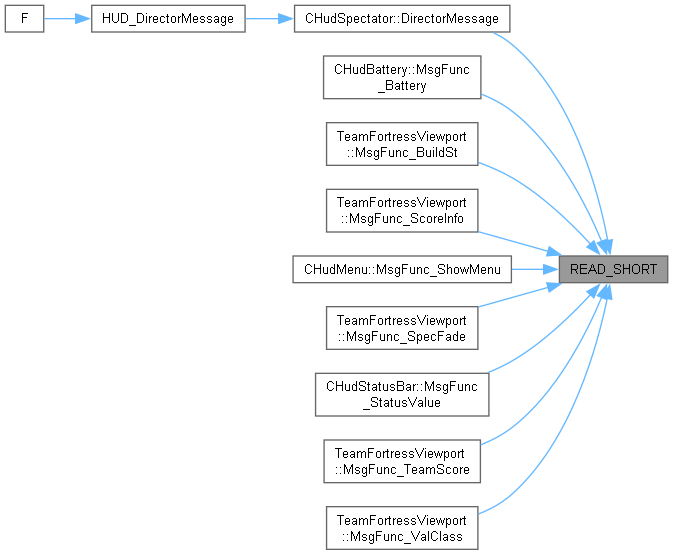 F
HUD_DirectorMessage
CHudSpectator::DirectorMessage
CHudBattery::MsgFunc
_Battery
TeamFortressViewport
::MsgFunc_BuildSt
TeamFortressViewport
::MsgFunc_ScoreInfo
CHudMenu::MsgFunc_ShowMenu
READ_SHORT
TeamFortressViewport
::MsgFunc_SpecFade
CHudStatusBar::MsgFunc
_StatusValue
TeamFortressViewport
::MsgFunc_TeamScore
TeamFortressViewport
::MsgFunc_ValClass